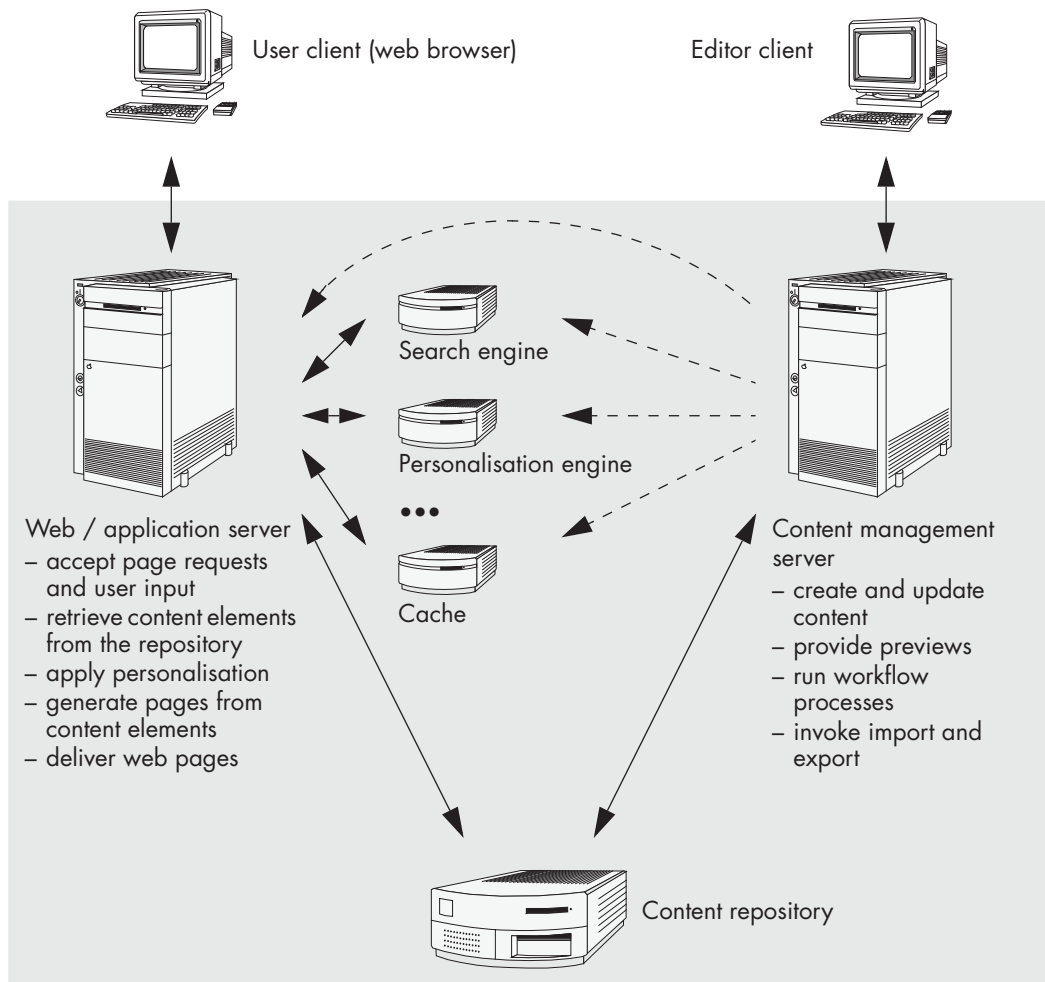 User client (web browser)
Editor client
Search engine
Personalisation engine
•••
Cache
Web / application server
– accept page requests
and user input
– retrieve content elements
from the repository
– apply personalisation
– generate pages from
content elements
– deliver web pages
Content management
server
– create and update
content
– provide previews
– run workflow
processes
– invoke import and
export
Content repository